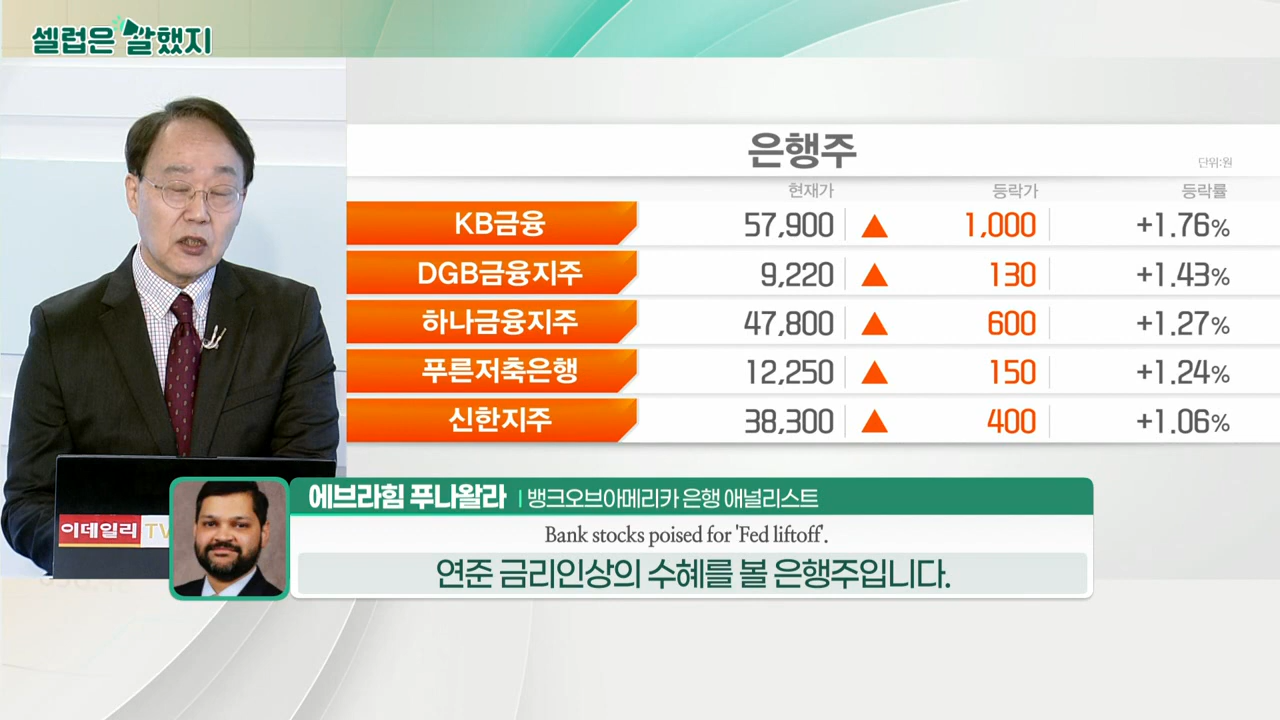 셀럽은 말했지
은행주
단위:원
현재가 등락가 등락률
KB금융 57,900 ▲ 1,000 +1.76%
DGB금융지주 9,220 ▲ 130 +1.43%
하나금융지주 47,800 ▲ 600 +1.27%
푸른저축은행 12,250 ▲ 150 +1.24%
신한지주 38,300 ▲ 400 +1.06%
이데일리 TV
에브라힘 푸나왈라 | 뱅크오브아메리카 은행 애널리스트
Bank stocks poised for 'Fed liftoff'.
연준 금리인상의 수혜를 볼 은행주입니다.